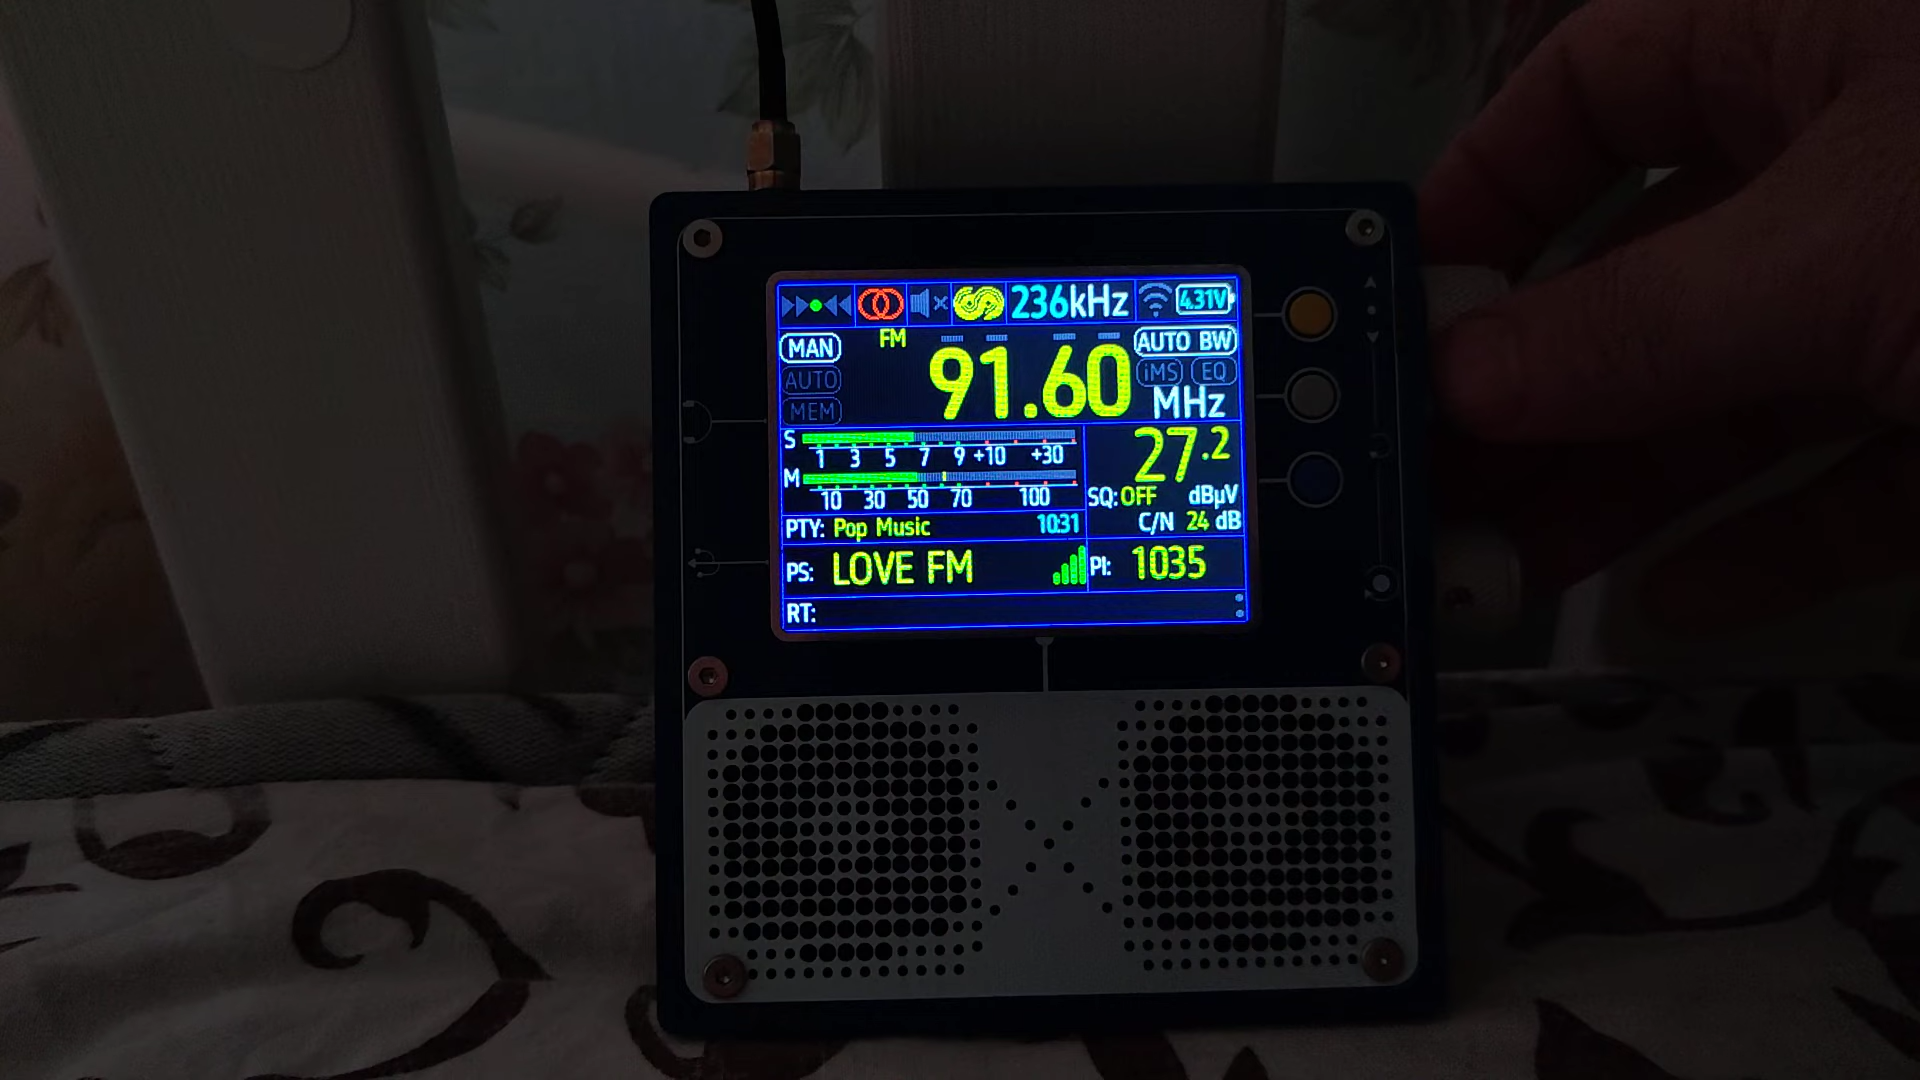 236kHz 4.31V
MAN FM 91.60 AUTO BW
AUTO iMS EQ
MEM MHz
S 1 3 5 7 9 +10 +30
27.2
M 10 30 50 70 100
SQ: OFF dBµV
PTY: Pop Music 10:31 C/N 24 dB
PS: LOVE FM PI: 1035
RT: